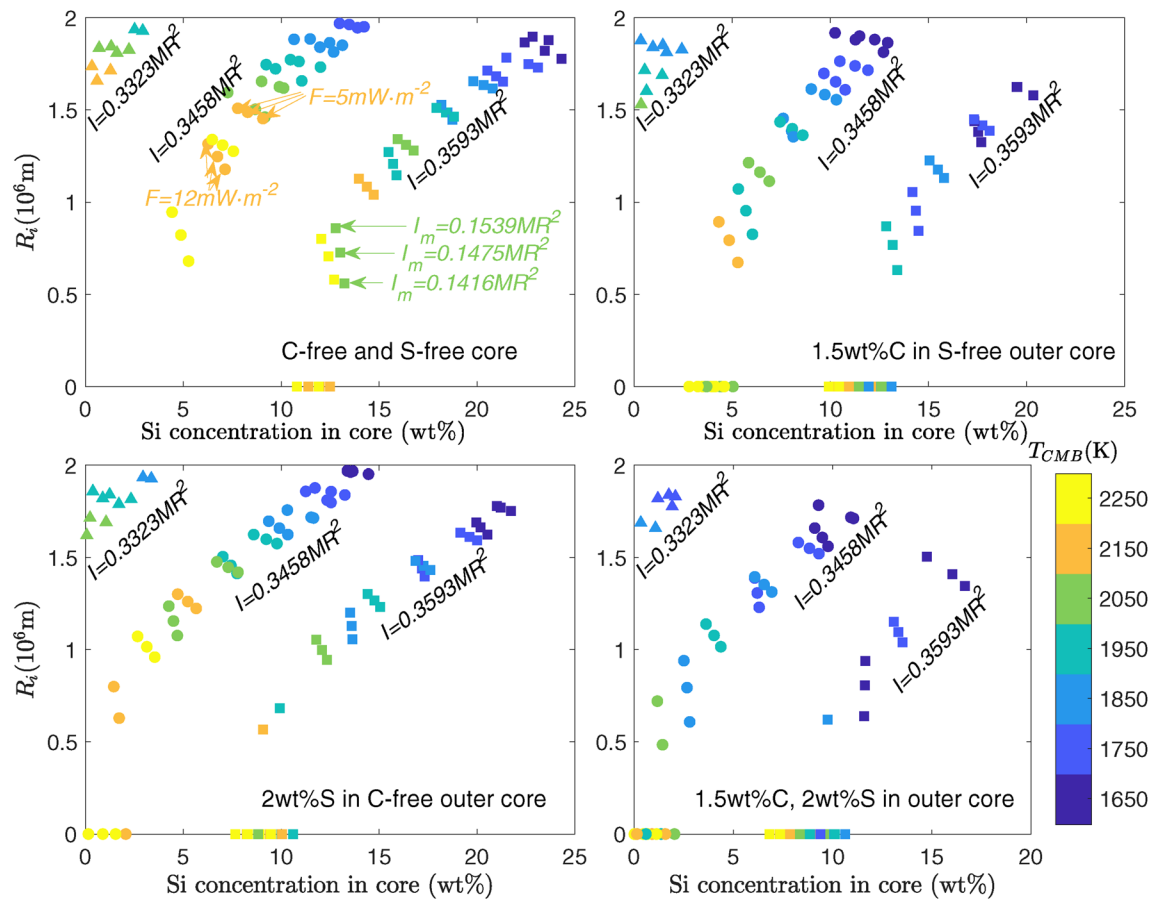 2
1.5
1
0.5
0
R_i(10^6m)
I=0.3323MR^2
I=0.3458MR^2
I=0.3593MR^2
F=5mW·m^-2
F=12mW·m^-2
I_m=0.1539MR^2
I_m=0.1475MR^2
I_m=0.1416MR^2
C-free and S-free core
0 5 10 15 20 25
Si concentration in core (wt%)
2
1.5
1
0.5
0
I=0.3323MR^2
I=0.3458MR^2
I=0.3593MR^2
1.5wt%C in S-free outer core
0 5 10 15 20 25
Si concentration in core (wt%)
2
1.5
1
0.5
0
R_i(10^6m)
I=0.3323MR^2
I=0.3458MR^2
I=0.3593MR^2
2wt%S in C-free outer core
0 5 10 15 20 25
Si concentration in core (wt%)
2
1.5
1
0.5
0
I=0.3323MR^2
I=0.3458MR^2
I=0.3593MR^2
1.5wt%C, 2wt%S in outer core
0 5 10 15 20
Si concentration in core (wt%)
T_CMB(K)
2250
2150
2050
1950
1850
1750
1650